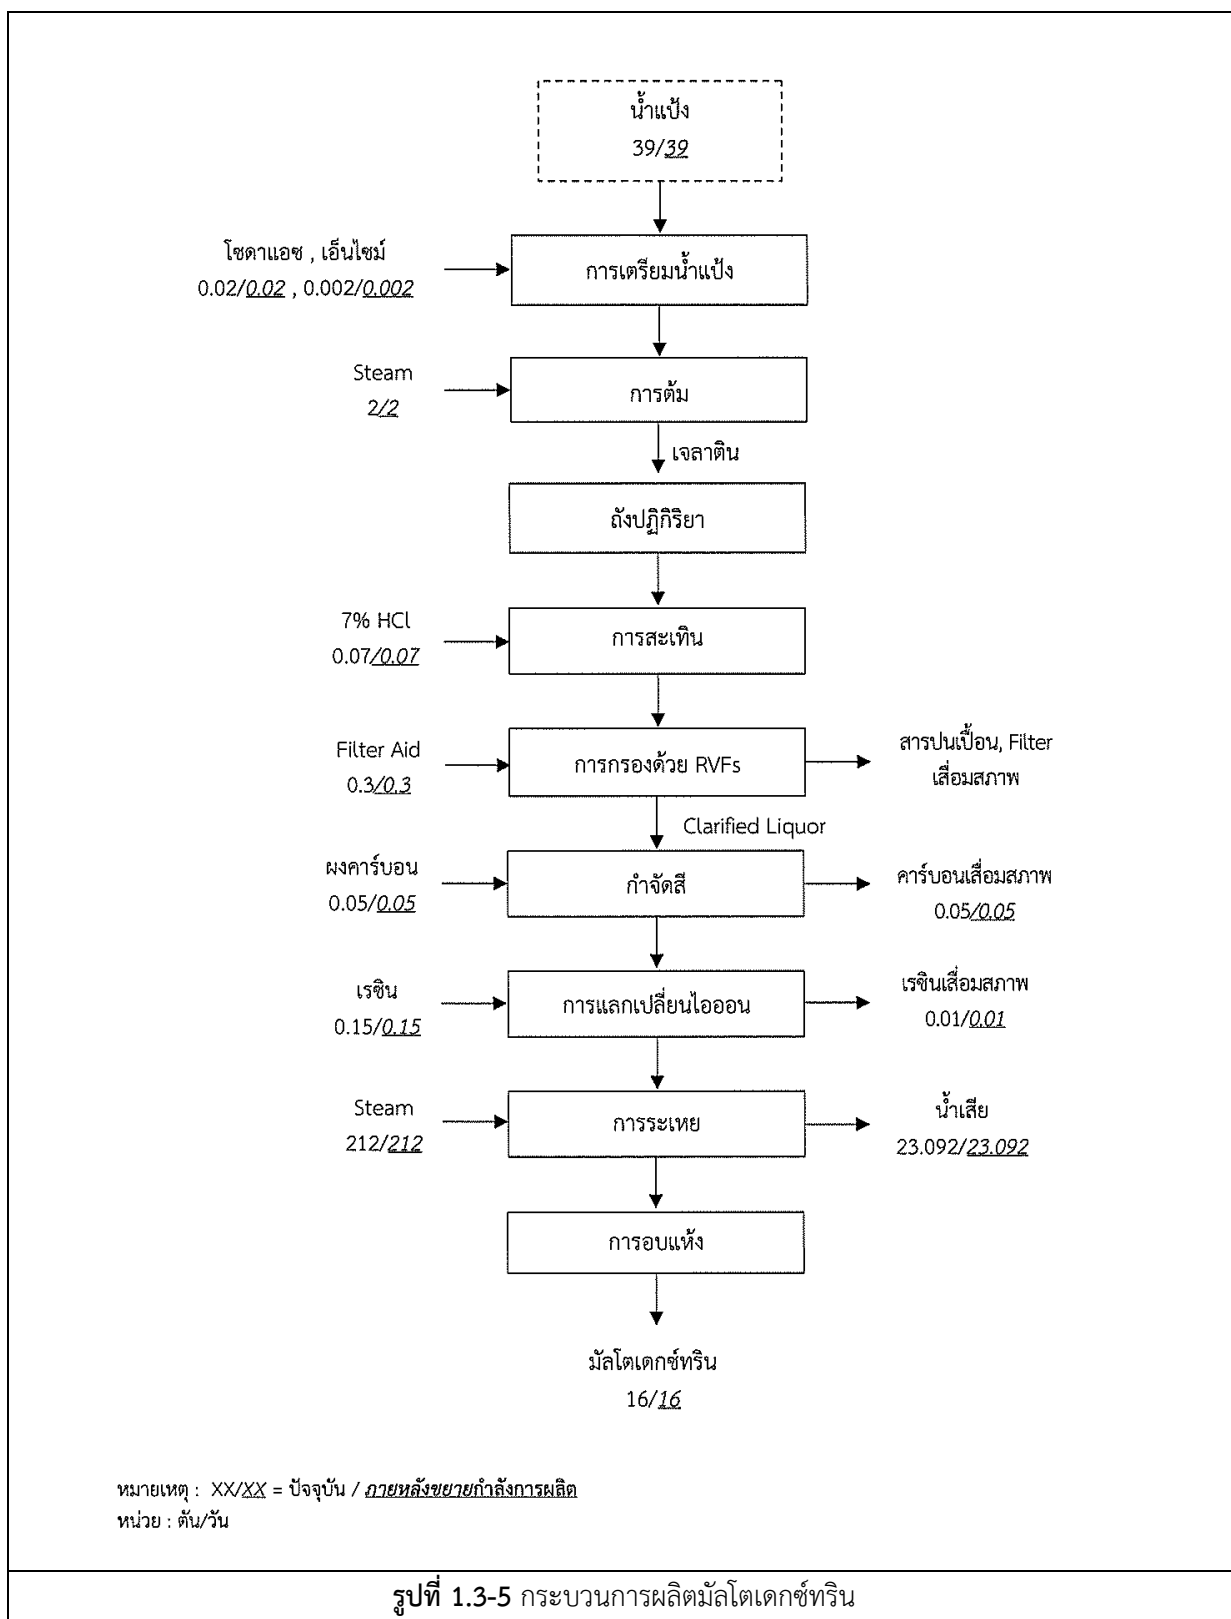 น้ำแป้ง
39/39
โซดาแอช , เอ็นไซม์
0.02/0.02 , 0.002/0.002
การเตรียมน้ำแป้ง
Steam
2/2
การต้ม
เจลาติน
ถังปฏิกิริยา
7% HCl
0.07/0.07
การสะเทิน
Filter Aid
0.3/0.3
การกรองด้วย RVFs
สารปนเปื้อน, Filter
เสื่อมสภาพ
Clarified Liquor
ผงคาร์บอน
0.05/0.05
กำจัดสี
คาร์บอนเสื่อมสภาพ
0.05/0.05
เรซิน
0.15/0.15
การแลกเปลี่ยนไอออน
เรซินเสื่อมสภาพ
0.01/0.01
Steam
212/212
การระเหย
น้ำเสีย
23.092/23.092
การอบแห้ง
มัลโตเดกซ์ทริน
16/16
หมายเหตุ : XX/XX = ปัจจุบัน / ภายหลังขยายกำลังการผลิต
หน่วย : ตัน/วัน
รูปที่ 1.3-5 กระบวนการผลิตมัลโตเดกซ์ทริน